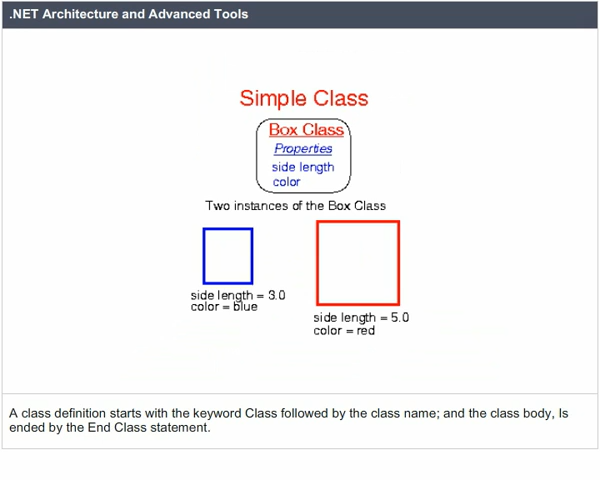 .NET Architecture and Advanced Tools
Simple Class
Box Class
Properties
side length
color
Two instances of the Box Class
side length = 3.0
color = blue
side length = 5.0
color = red
A class definition starts with the keyword Class followed by the class name; and the class body, Is
ended by the End Class statement.